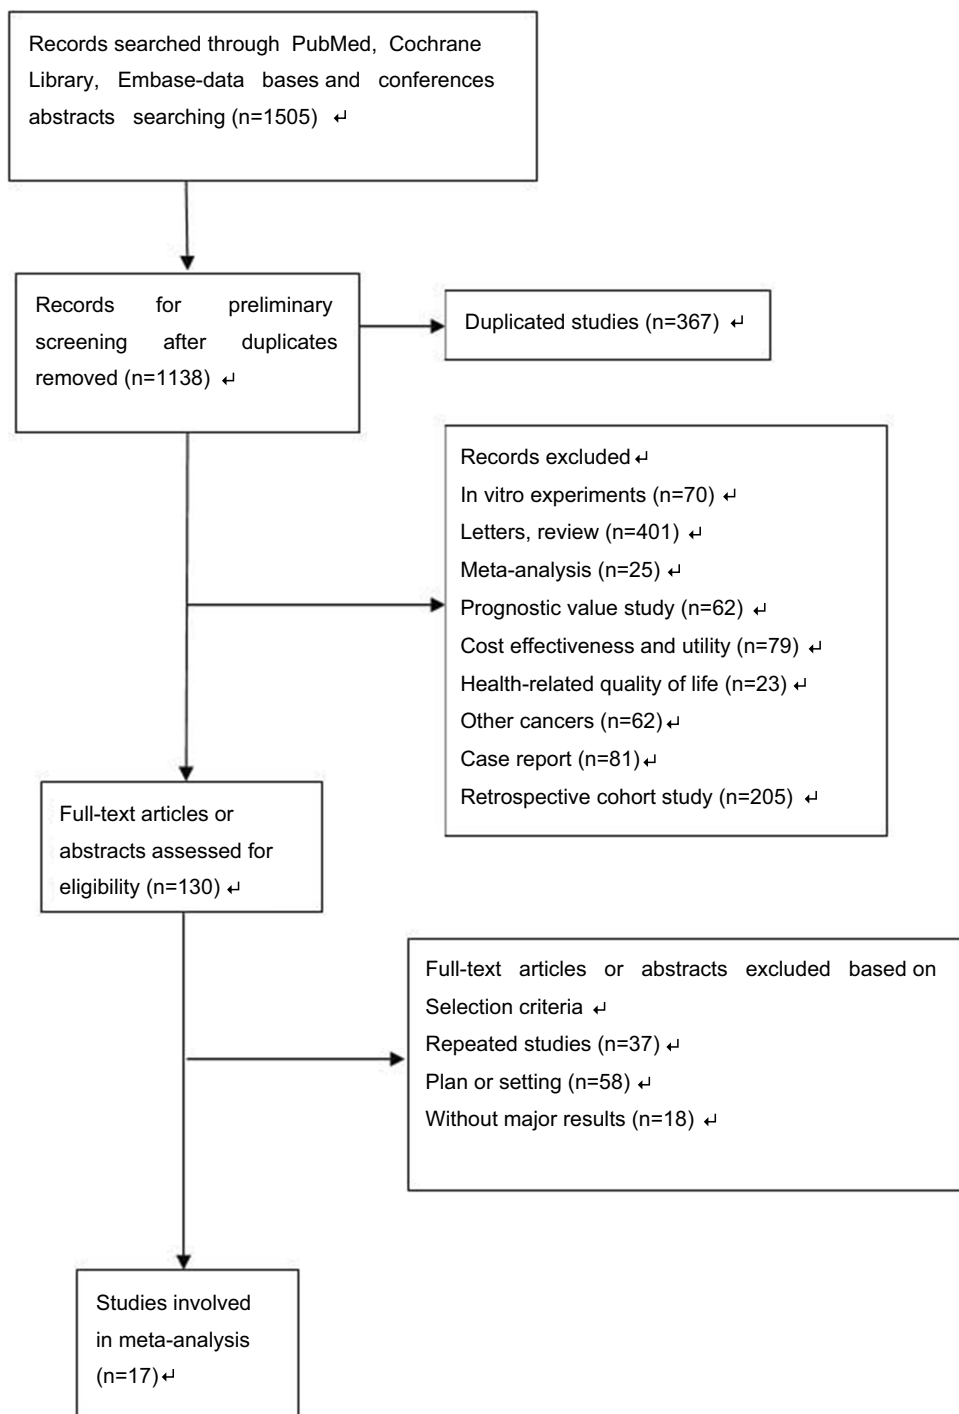 Records searched through PubMed, Cochrane
Library, Embase-data bases and conferences
abstracts searching (n=1505) ↵
Records for preliminary
screening after duplicates
removed (n=1138) ↵
Duplicated studies (n=367) ↵
Records excluded ↵
In vitro experiments (n=70) ↵
Letters, review (n=401) ↵
Meta-analysis (n=25) ↵
Prognostic value study (n=62) ↵
Cost effectiveness and utility (n=79) ↵
Health-related quality of life (n=23) ↵
Other cancers (n=62) ↵
Case report (n=81) ↵
Retrospective cohort study (n=205) ↵
Full-text articles or
abstracts assessed for
eligibility (n=130) ↵
Full-text articles or abstracts excluded based on
Selection criteria ↵
Repeated studies (n=37) ↵
Plan or setting (n=58) ↵
Without major results (n=18) ↵
Studies involved
in meta-analysis
(n=17) ↵